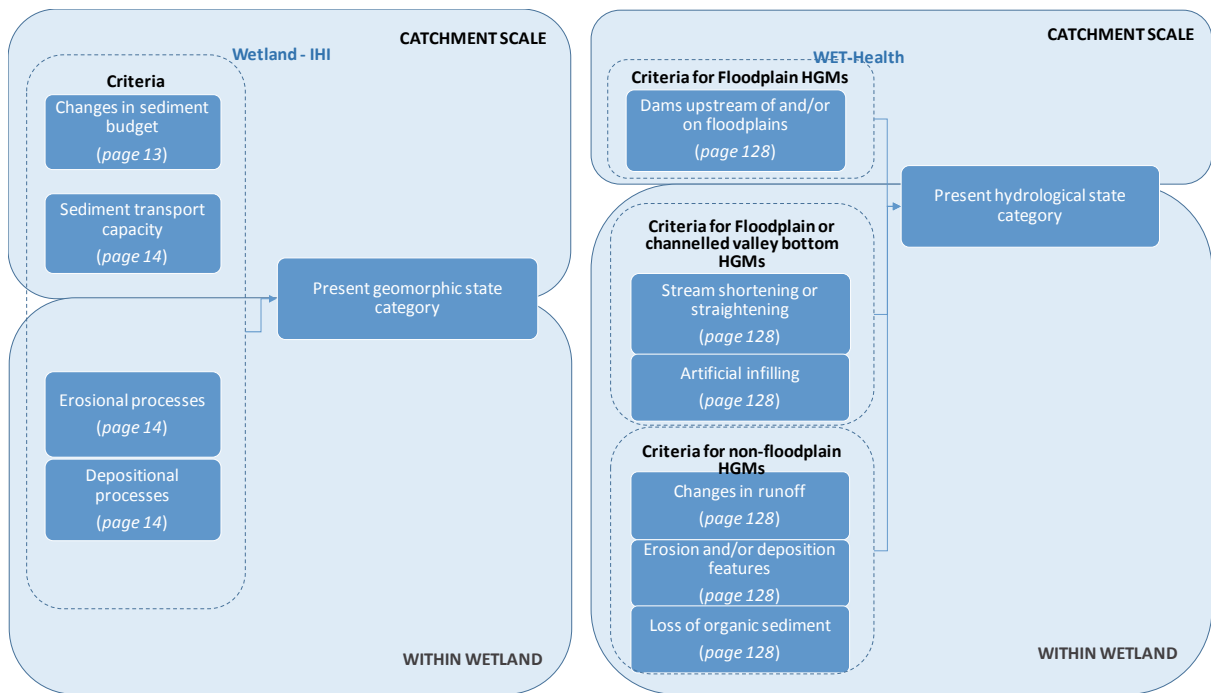 CATCHMENT SCALE
Wetland - IHI
Criteria
Changes in sediment
budget
(page 13)
Sediment transport
capacity
(page 14)
Present geomorphic state
category
Erosional processes
(page 14)
Depositional
processes
(page 14)
WITHIN WETLAND
CATCHMENT SCALE
WET-Health
Criteria for Floodplain HGMs
Dams upstream of and/or
on floodplains
(page 128)
Present hydrological state
category
Criteria for Floodplain or
channelled valley bottom
HGMs
Stream shortening or
straightening
(page 128)
Artificial infilling
(page 128)
Criteria for non-floodplain
HGMs
Changes in runoff
(page 128)
Erosion and/or deposition
features
(page 128)
Loss of organic sediment
(page 128)
WITHIN WETLAND